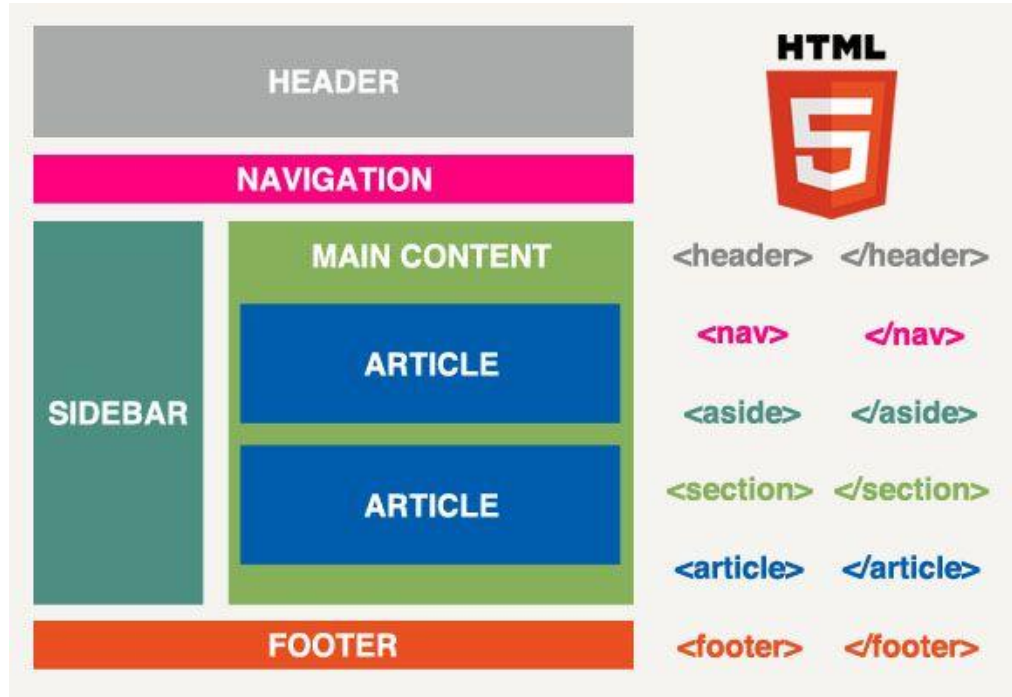 HEADER
NAVIGATION
SIDEBAR
MAIN CONTENT
ARTICLE
ARTICLE
FOOTER
HTML
5
<header> </header>
<nav> </nav>
<aside> </aside>
<section> </section>
<article> </article>
<footer> </footer>